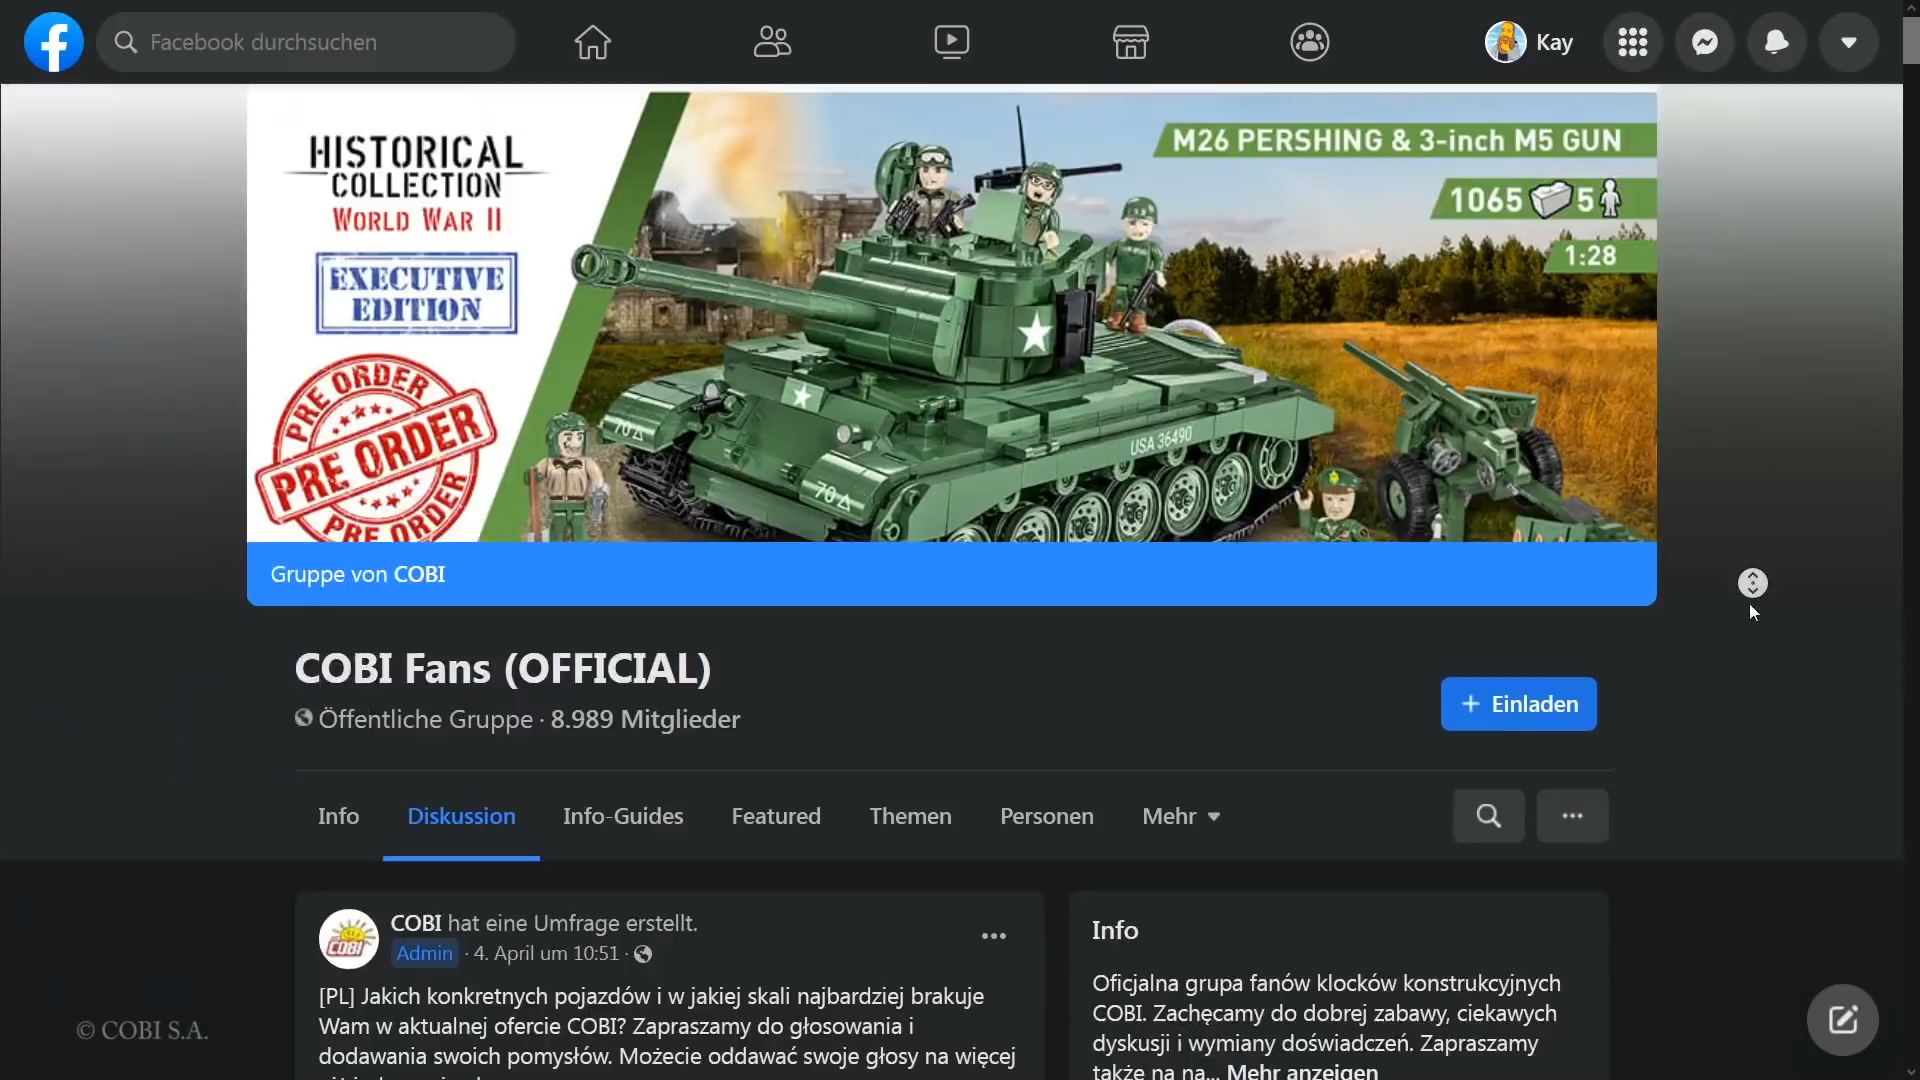 Facebook durchsuchen
Kay
HISTORICAL
COLLECTION
WORLD WAR II
EXECUTIVE
EDITION
PRE ORDER
PRE ORDER
PRE ORDER
M26 PERSHING & 3-inch M5 GUN
1065 5
1:28
70
70
USA 36490
Gruppe von COBI
COBI Fans (OFFICIAL)
Öffentliche Gruppe · 8.989 Mitglieder
+ Einladen
Info
Diskussion
Info-Guides
Featured
Themen
Personen
Mehr
COBI hat eine Umfrage erstellt.
COBI
Admin · 4. April um 10:51 ·
[PL] Jakich konkretnych pojazdów i w jakiej skali najbardziej brakuje
Wam w aktualnej ofercie COBI? Zapraszamy do głosowania i
dodawania swoich pomysłów. Możecie oddawać swoje głosy na więcej
Info
Oficjalna grupa fanów klocków konstrukcyjnych
COBI. Zachęcamy do dobrej zabawy, ciekawych
dyskusji i wymiany doświadczeń. Zapraszamy
także na na... Mehr anzeigen
© COBI S.A.